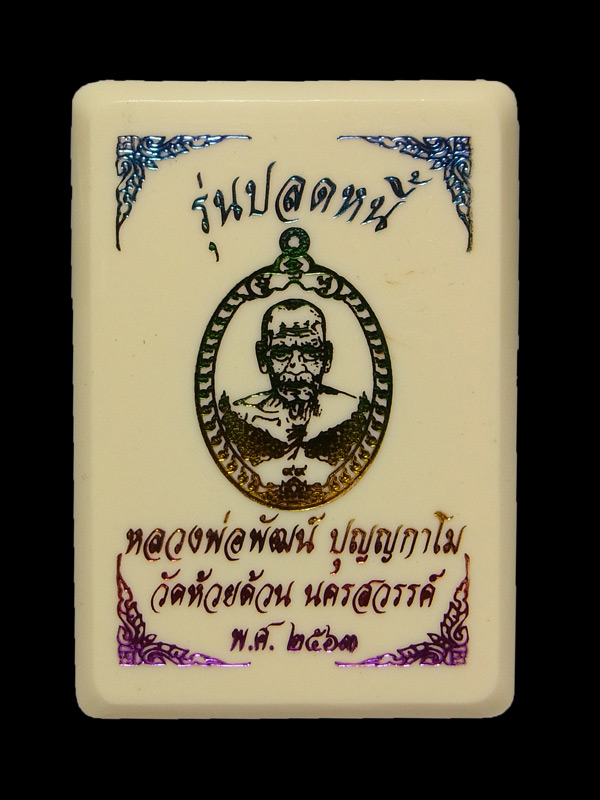 รุ่นปลดหนี้
๙๙
หลวงพ่อพัฒน์ ปุญญกาโม
วัดห้วยด้วน นครสวรรค์
พ.ศ. ๒๕๖๓